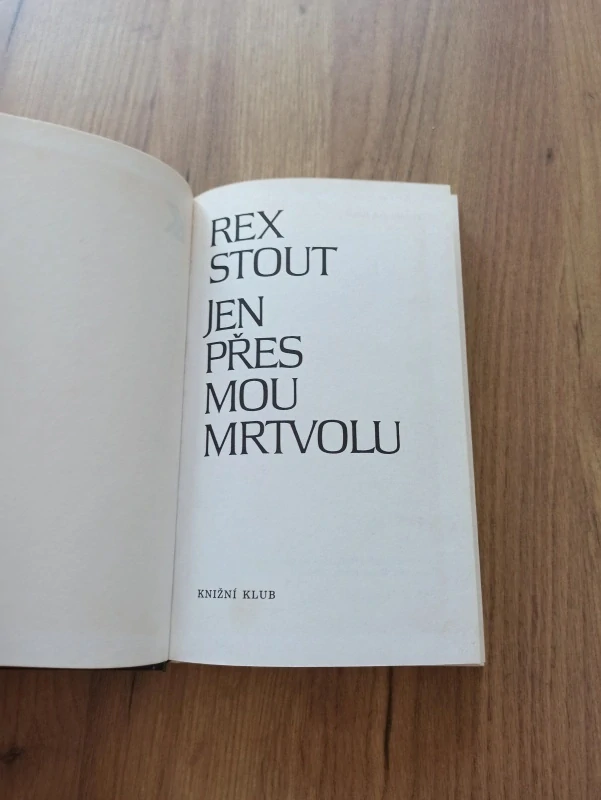 REX
STOUT
JEN
PŘES
MOU
MRTVOLU
KNIŽNÍ KLUB